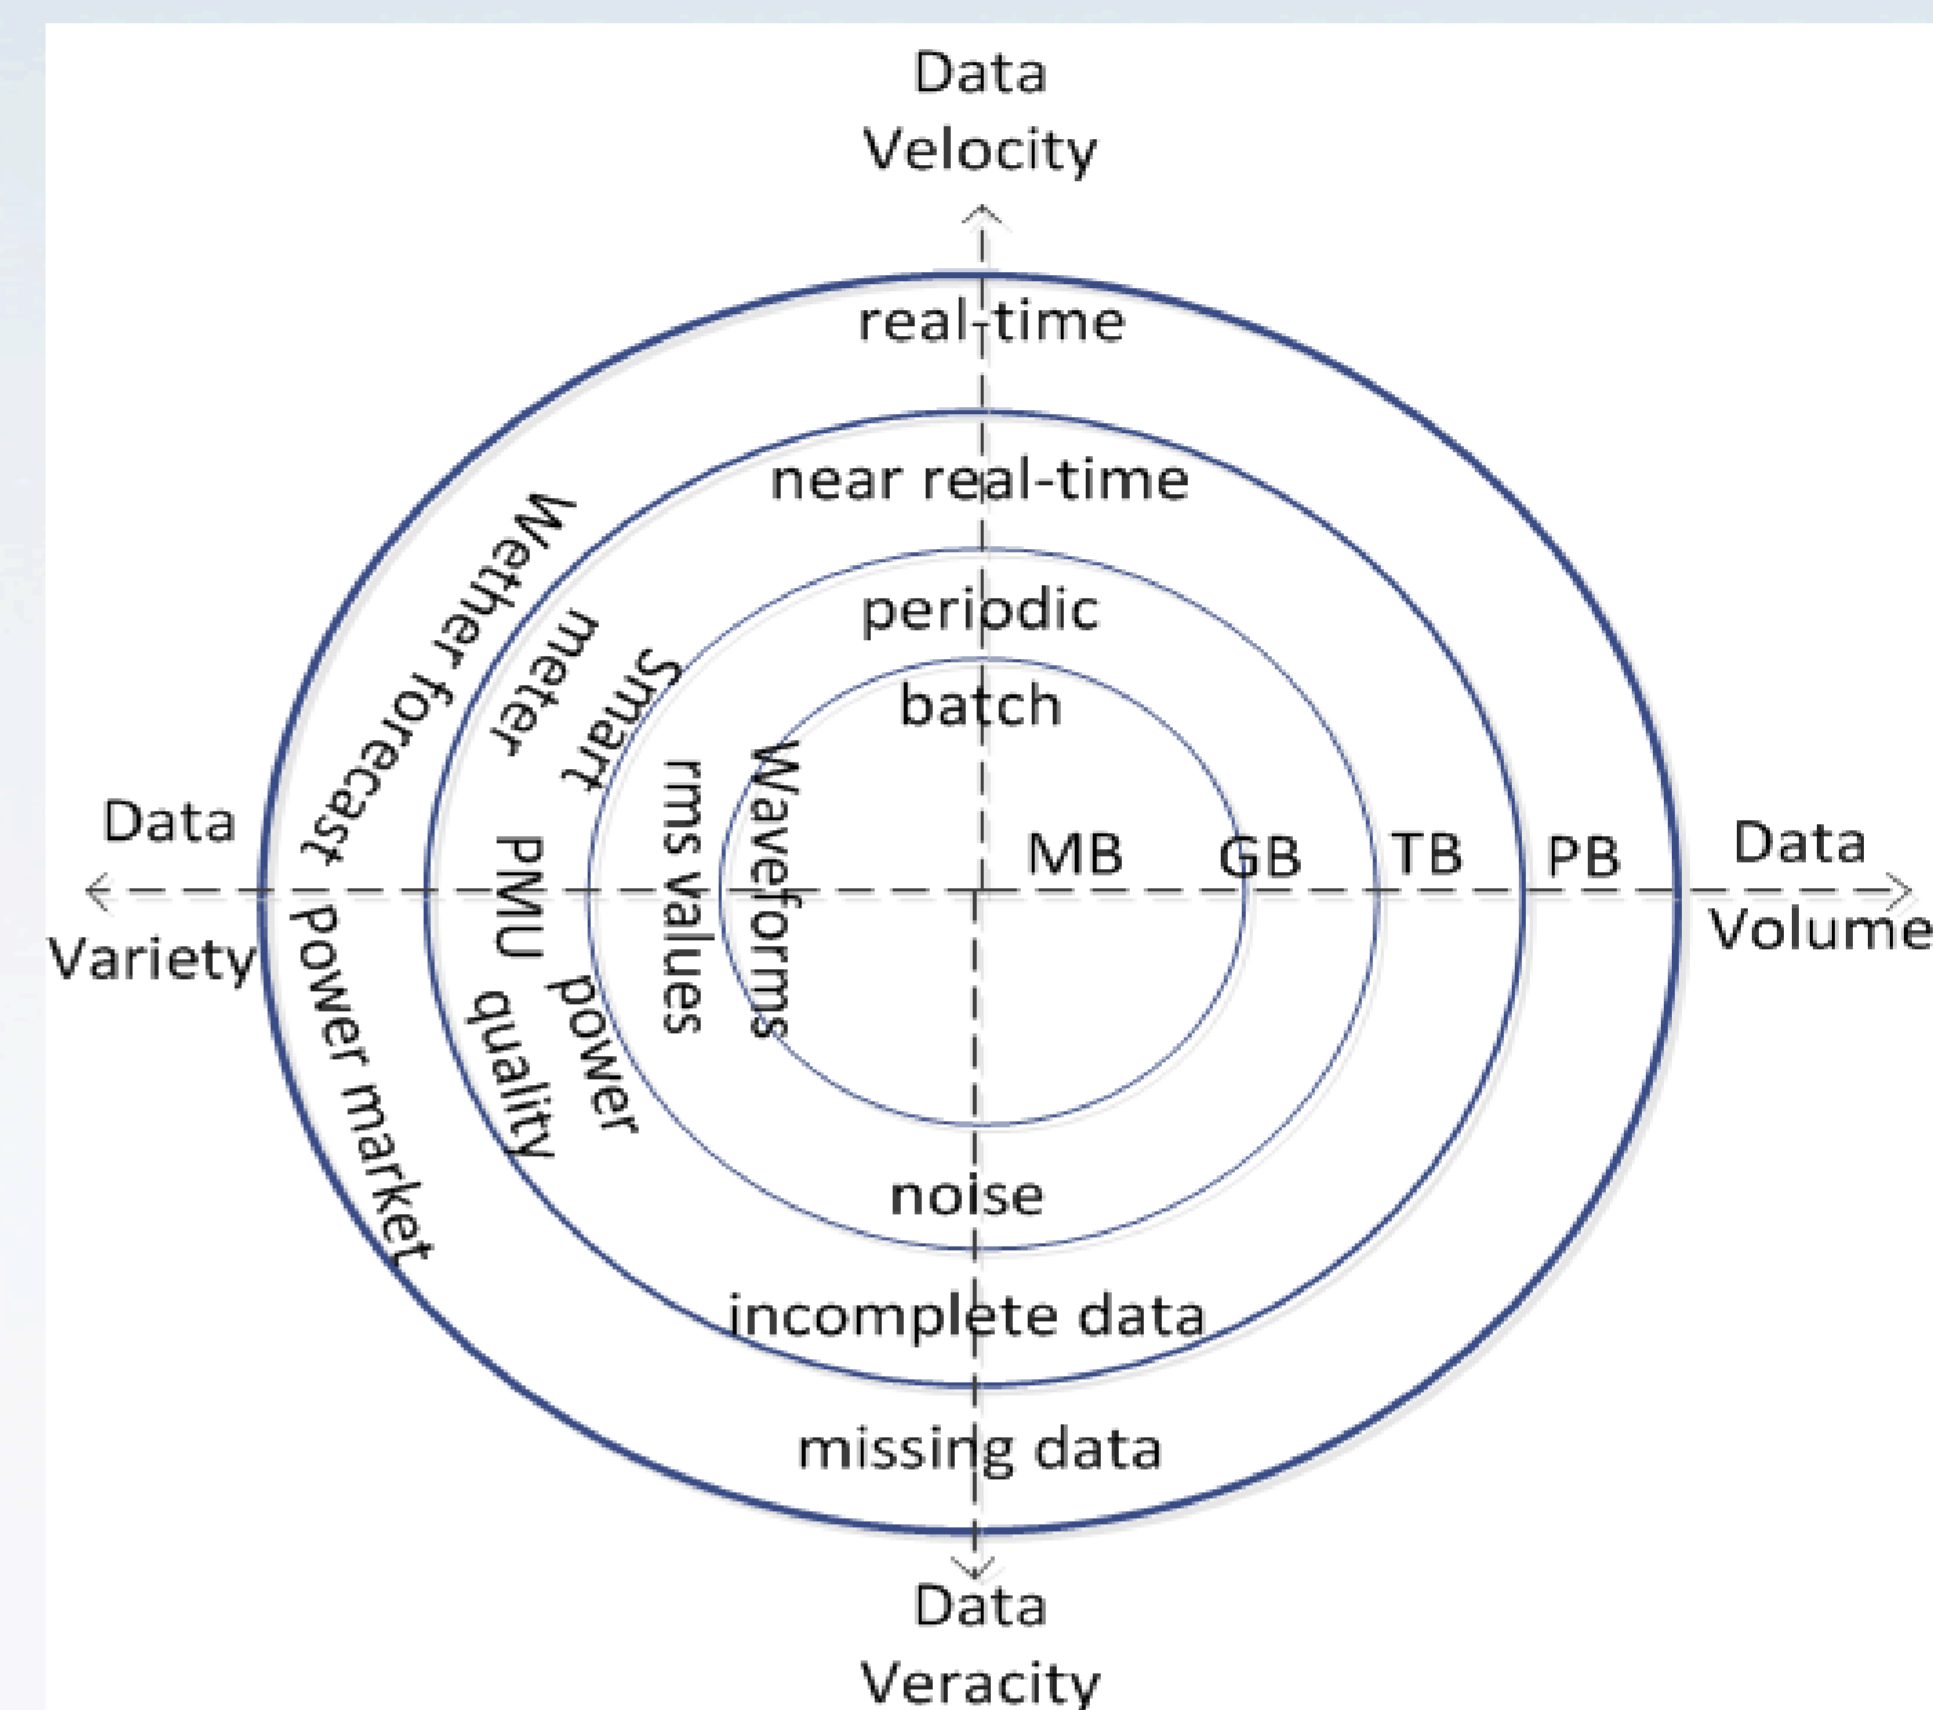 Data
Velocity
real-time
near real-time
periodic
batch
Wether forecast
Smart
meter
rms values
Waveforms
PMU
power
quality
Power market
Data
Variety
MB
GB
TB
PB
Data
Volume
noise
incomplete data
missing data
Data
Veracity